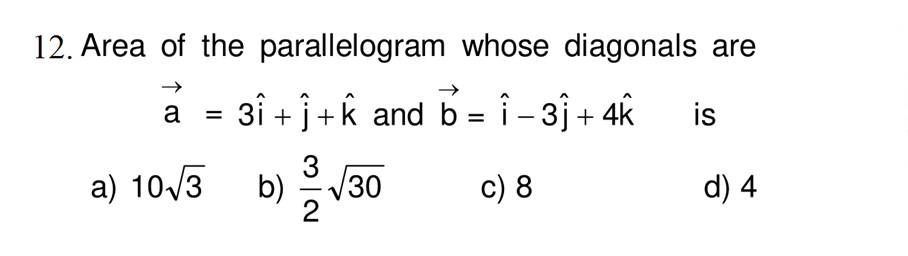 12. Area of the parallelogram whose diagonals are
→a = 3î + ĵ + k̂ and →b = î – 3ĵ + 4k̂ is
a) 10√3 b) 3/2 √30 c) 8 d) 4